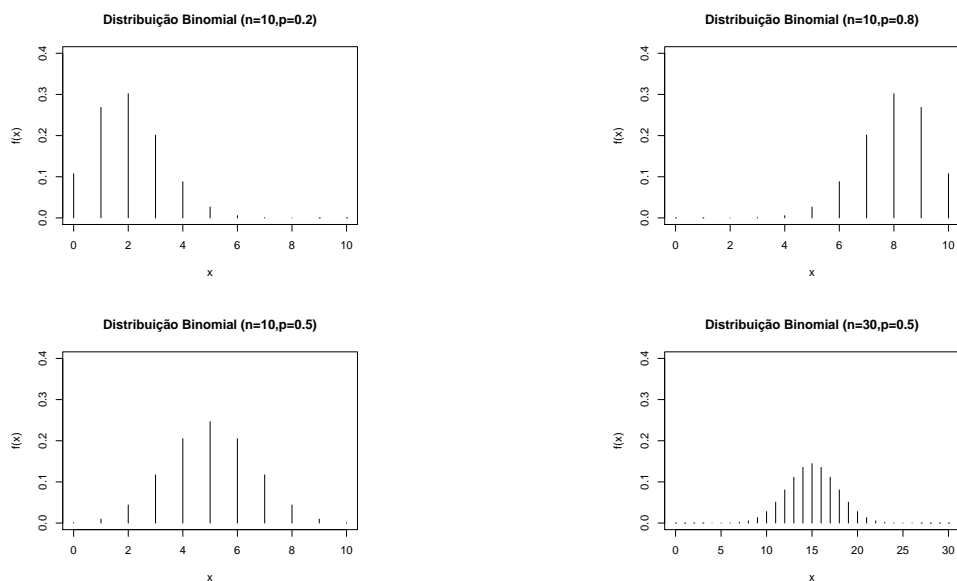 Distribuição Binomial (n=10,p=0.2)
f(x)
0.0 0.1 0.2 0.3 0.4
0 2 4 6 8 10
x
Distribuição Binomial (n=10,p=0.8)
f(x)
0.0 0.1 0.2 0.3 0.4
0 2 4 6 8 10
x
Distribuição Binomial (n=10,p=0.5)
f(x)
0.0 0.1 0.2 0.3 0.4
0 2 4 6 8 10
x
Distribuição Binomial (n=30,p=0.5)
f(x)
0.0 0.1 0.2 0.3 0.4
0 5 10 15 20 25 30
x